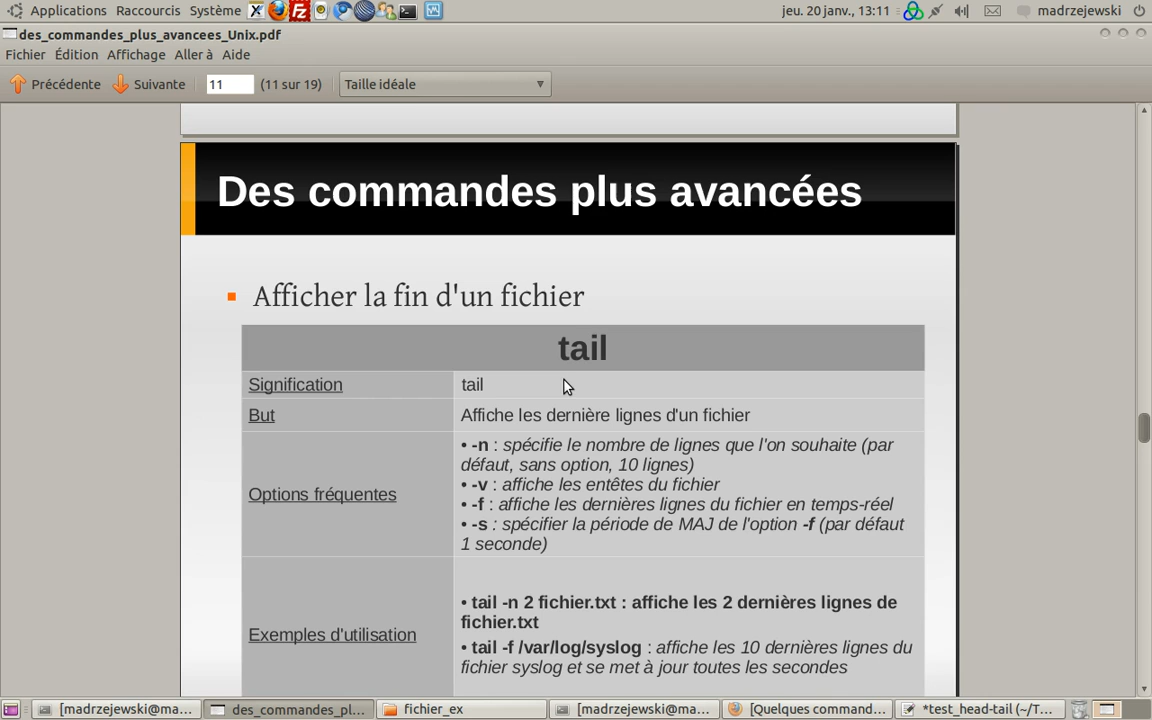 Applications Raccourcis Système jeu. 20 janv., 13:11 madrzejewski
des_commandes_plus_avancees_Unix.pdf
Fichier Édition Affichage Aller à Aide
Précédente Suivante 11 (11 sur 19) Taille idéale
Des commandes plus avancées
Afficher la fin d'un fichier
tail
Signification tail
But Affiche les dernière lignes d'un fichier
• -n : spécifie le nombre de lignes que l'on souhaite (par
défaut, sans option, 10 lignes)
• -v : affiche les entêtes du fichier
Options fréquentes
• -f : affiche les dernières lignes du fichier en temps-réel
• -s : spécifier la période de MAJ de l'option -f (par défaut
1 seconde)
• tail -n 2 fichier.txt : affiche les 2 dernières lignes de
fichier.txt
Exemples d'utilisation
• tail -f /var/log/syslog : affiche les 10 dernières lignes du
fichier syslog et se met à jour toutes les secondes
[madrzejewski@ma... des_commandes_pl... fichier_ex [madrzejewski@ma... [Quelques command... *test_head-tail (~/T...